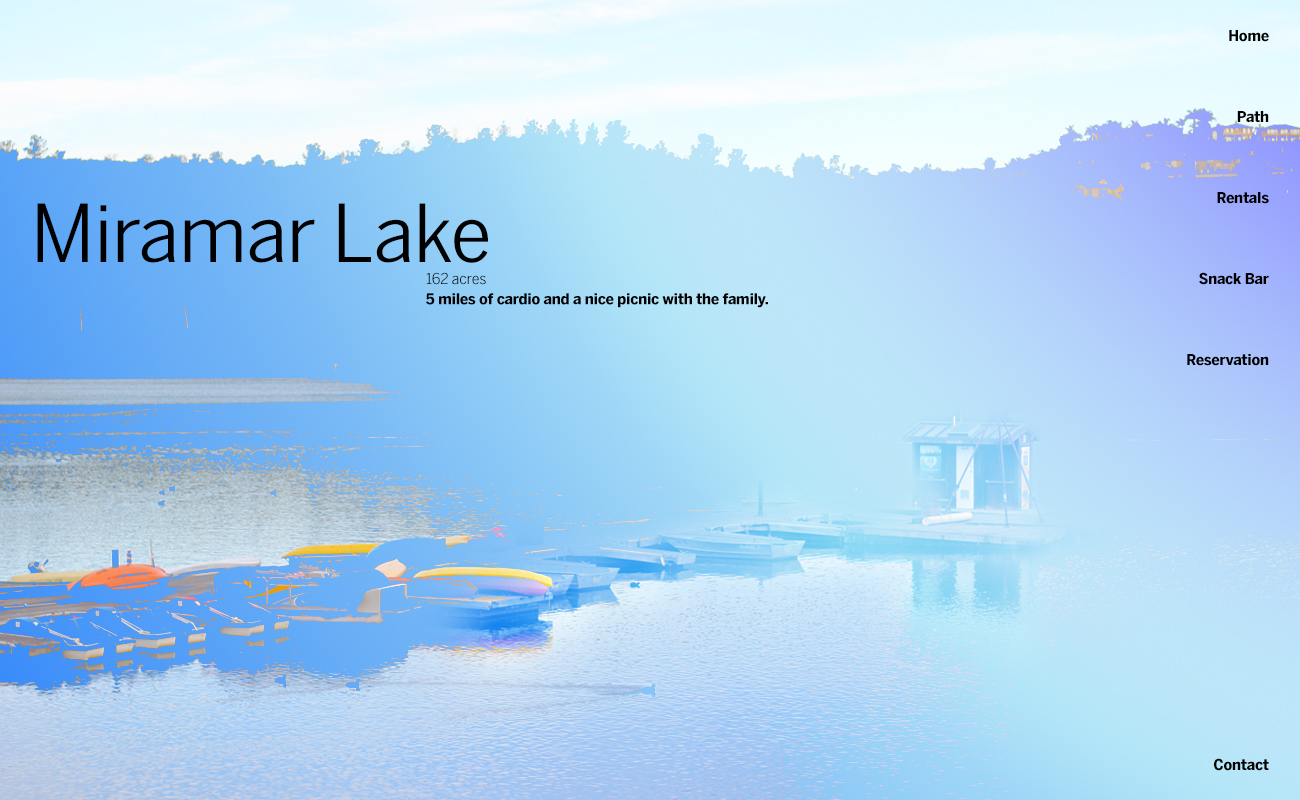 Home
Path
Rentals
Miramar Lake
162 acres
5 miles of cardio and a nice picnic with the family.
Snack Bar
Reservation
Contact